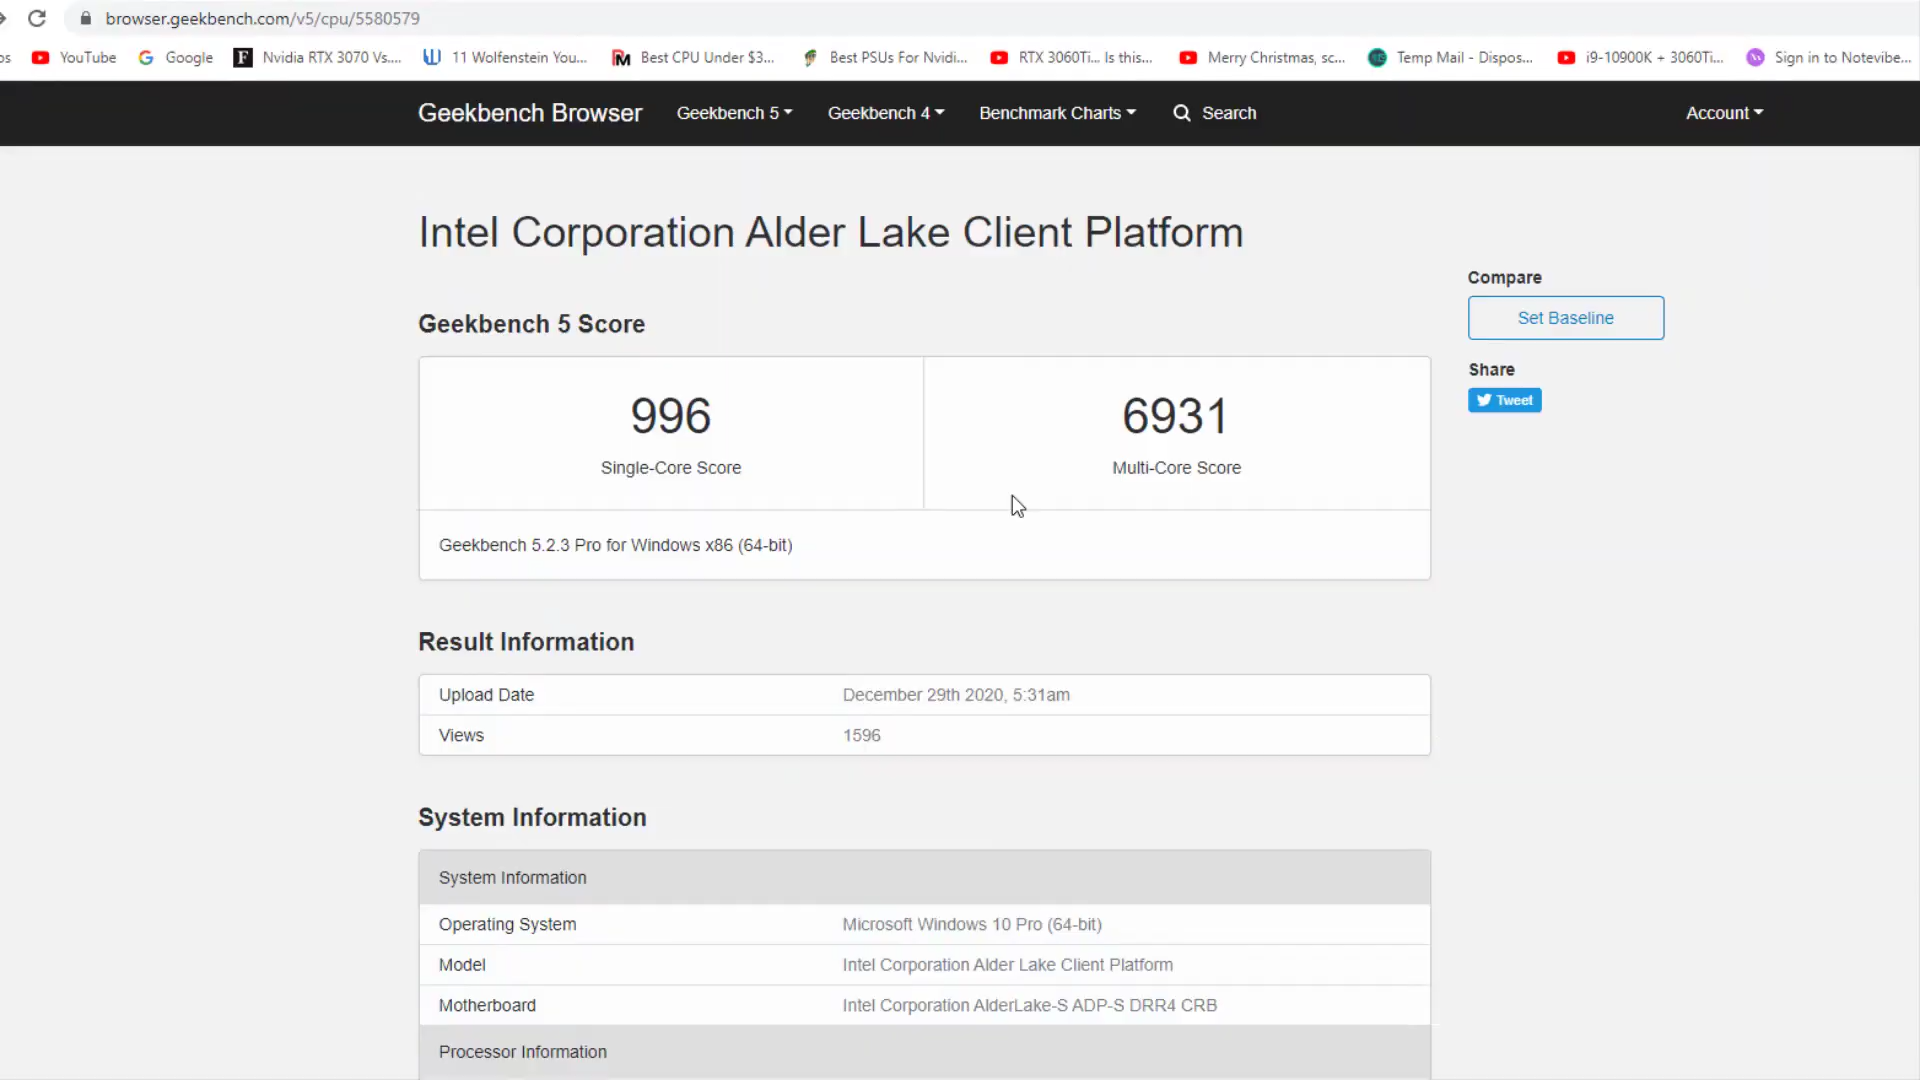 browser.geekbench.com/v5/cpu/5580579
os YouTube Google Nvidia RTX 3070 Vs.... 11 Wolfenstein You... Best CPU Under $3... Best PSUs For Nvidi... RTX 3060Ti... Is this... Merry Christmas, sc... Temp Mail - Dispos... i9-10900K + 3060Ti... Sign in to Notevibe...
Geekbench Browser Geekbench 5 Geekbench 4 Benchmark Charts Search Account
Intel Corporation Alder Lake Client Platform
Compare
Set Baseline
Share
Tweet
Geekbench 5 Score
996 6931
Single-Core Score Multi-Core Score
Geekbench 5.2.3 Pro for Windows x86 (64-bit)
Result Information
Upload Date December 29th 2020, 5:31am
Views 1596
System Information
System Information
Operating System Microsoft Windows 10 Pro (64-bit)
Model Intel Corporation Alder Lake Client Platform
Motherboard Intel Corporation AlderLake-S ADP-S DRR4 CRB
Processor Information